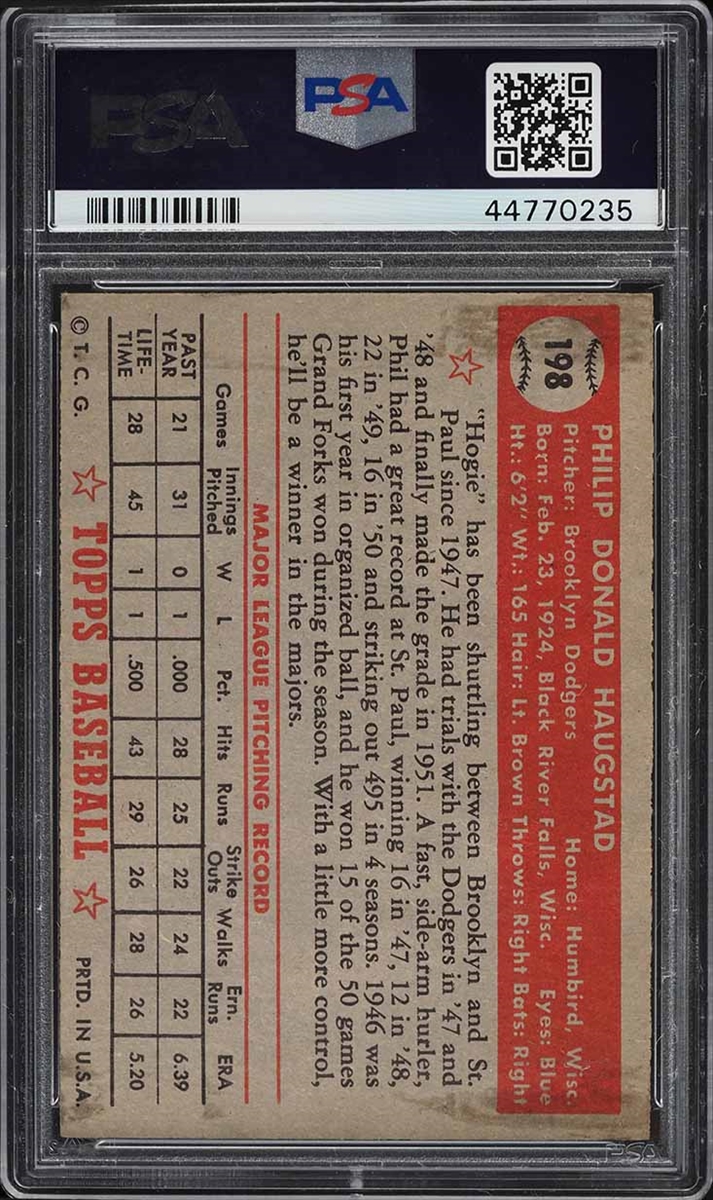 PSA
PSA
44770235
198
PHILIP DONALD HAUGSTAD
Pitcher: Brooklyn Dodgers Home: Humbird, Wisc.
Born: Feb. 23, 1924, Black River Falls, Wisc. Eyes: Blue
Ht.: 6'2" Wt.: 165 Hair: Lt. Brown Throws: Right Bats: Right
"Hogie" has been shuttling between Brooklyn and St.
Paul since 1947. He had trials with the Dodgers in '47 and
'48 and finally made the grade in 1951. A fast, side-arm hurler,
Phil had a great record at St. Paul, winning 16 in '47, 12 in '48,
22 in '49, 16 in '50 and striking out 495 in 4 seasons. 1946 was
his first year in organized ball, and he won 15 of the 50 games
Grand Forks won during the season. With a little more control,
he'll be a winner in the majors.
MAJOR LEAGUE PITCHING RECORD
Games Innings Pitched W L Pct. Hits Runs Strike Outs Walks Ern. Runs ERA
PAST YEAR 21 31 0 1 .000 28 25 22 24 22 6.39
LIFE-TIME 28 45 1 1 .500 43 29 26 28 26 5.20
© T. C. G. TOPPS BASEBALL PRTD. IN U.S.A.
PSA